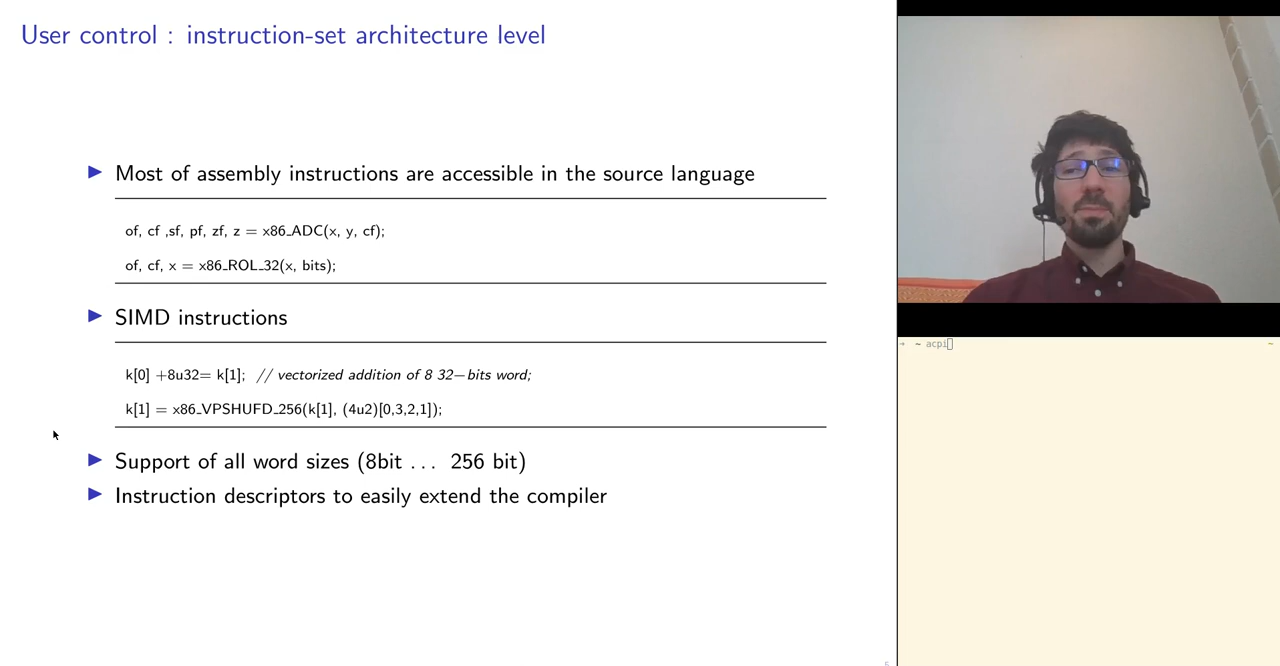 User control : instruction-set architecture level
Most of assembly instructions are accessible in the source language
of, cf ,sf, pf, zf, z = x86_ADC(x, y, cf);
of, cf, x = x86_ROL_32(x, bits);
SIMD instructions
k[0] +8u32= k[1]; // vectorized addition of 8 32−bits word;
k[1] = x86_VPSHUFD_256(k[1], (4u2)[0,3,2,1]);
Support of all word sizes (8bit ... 256 bit)
Instruction descriptors to easily extend the compiler
→ ~ acpi
~